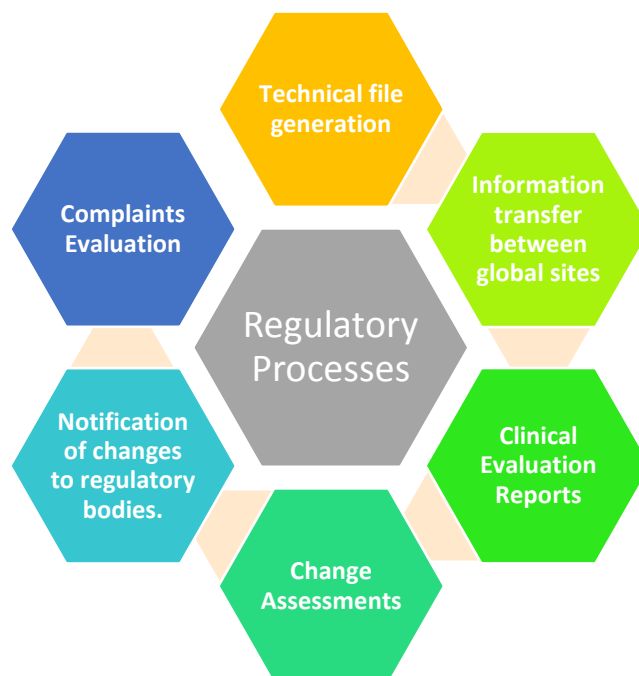 Technical file
generation
Information
transfer
between
global sites
Clinical
Evaluation
Reports
Change
Assessments
Notification
of changes
to regulatory
bodies.
Complaints
Evaluation
Regulatory
Processes